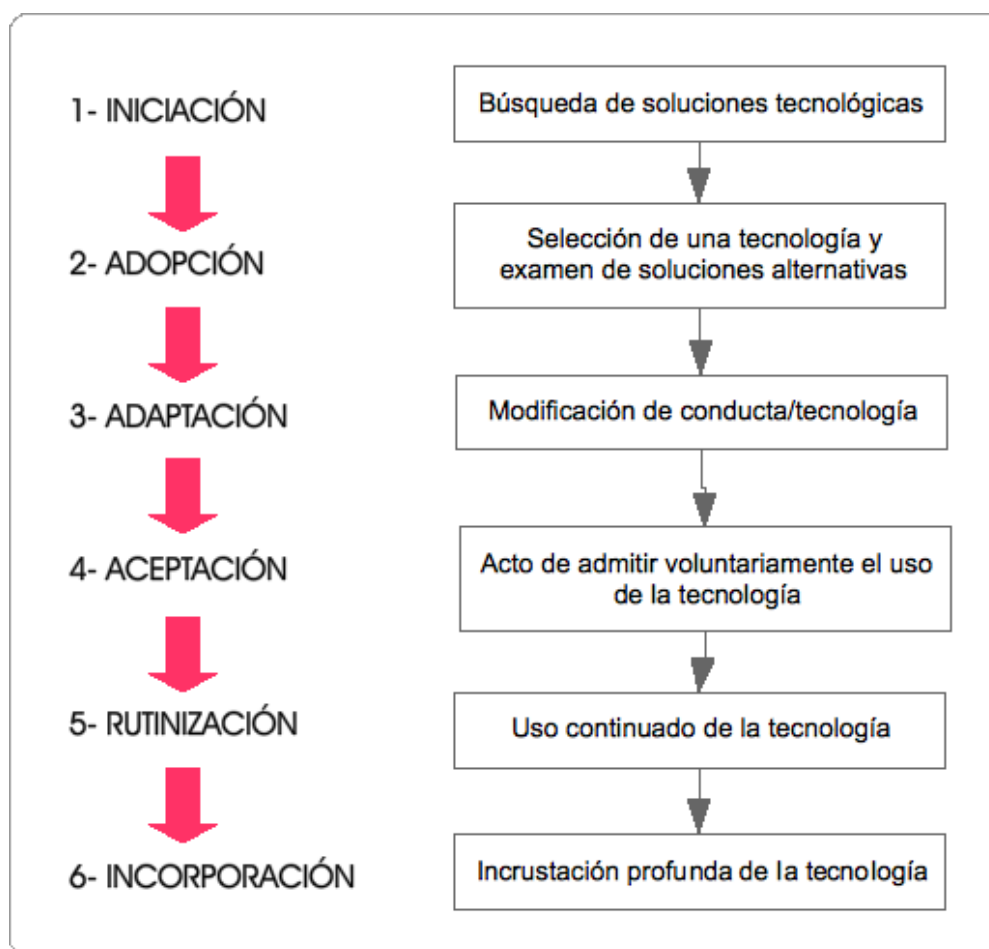 1- INICIACIÓN
Búsqueda de soluciones tecnológicas
2- ADOPCIÓN
Selección de una tecnología y
examen de soluciones alternativas
3- ADAPTACIÓN
Modificación de conducta/tecnología
4- ACEPTACIÓN
Acto de admitir voluntariamente el uso
de la tecnología
5- RUTINIZACIÓN
Uso continuado de la tecnología
6- INCORPORACIÓN
Incrustación profunda de la tecnología